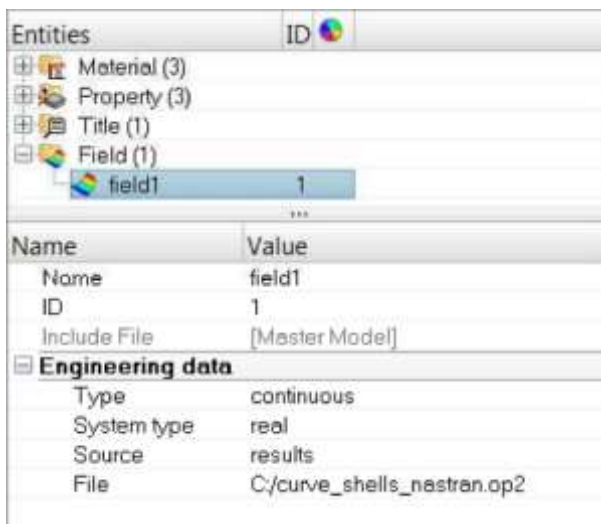 Entities ID
Material (3)
Property (3)
Title (1)
Field (1)
field1 1
Name Value
Name field1
ID 1
Include File [Master Model]
Engineering data
Type continuous
System type real
Source results
File C:/curve_shells_nastran.op2